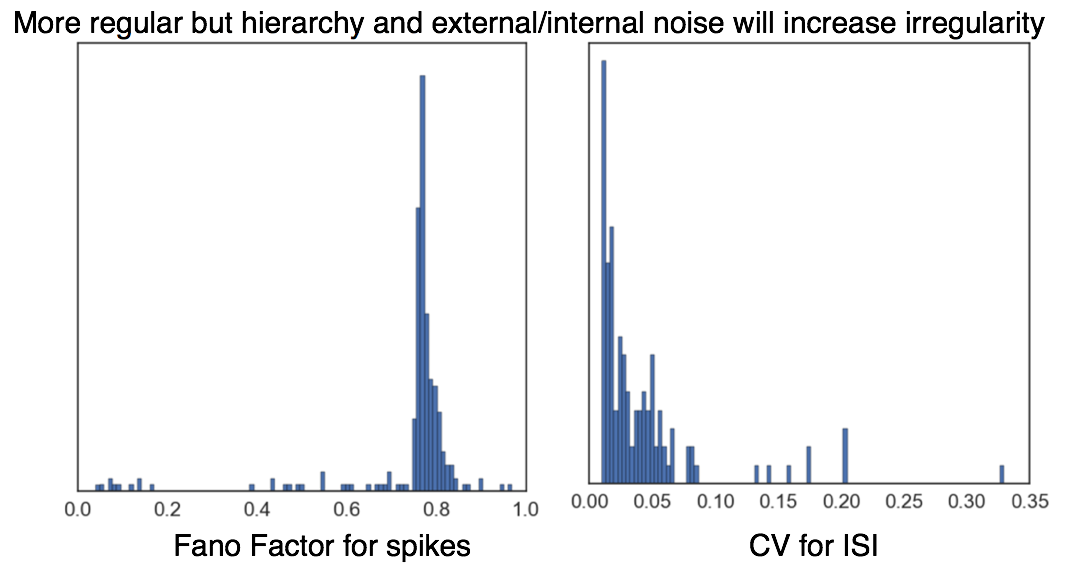 More regular but hierarchy and external/internal noise will increase irregularity
0.0 0.2 0.4 0.6 0.8 1.0
Fano Factor for spikes
0.00 0.05 0.10 0.15 0.20 0.25 0.30 0.35
CV for ISI